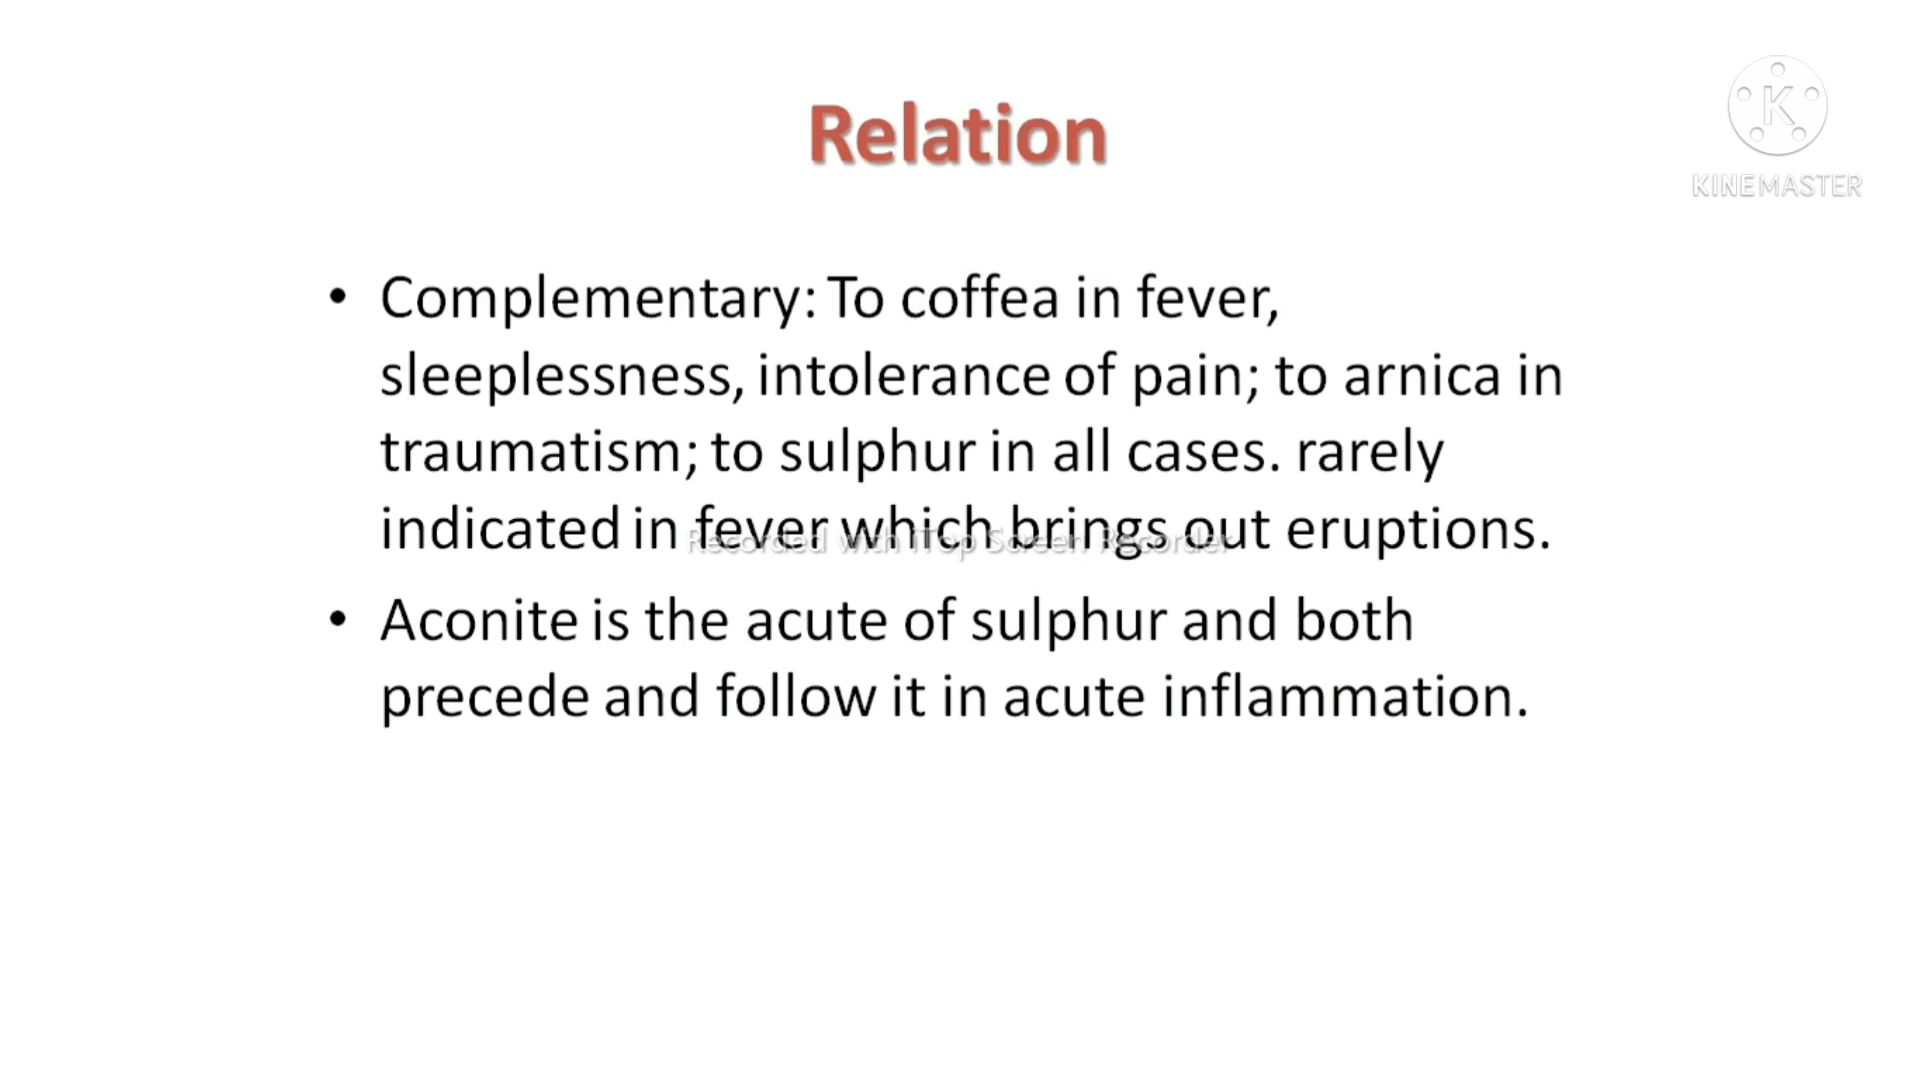 Relation
K
KINEMASTER
• Complementary: To coffea in fever,
sleeplessness, intolerance of pain; to arnica in
traumatism; to sulphur in all cases. rarely
indicated in fever which brings out eruptions.
Recorded with iTop Screen Recorder
• Aconite is the acute of sulphur and both
precede and follow it in acute inflammation.